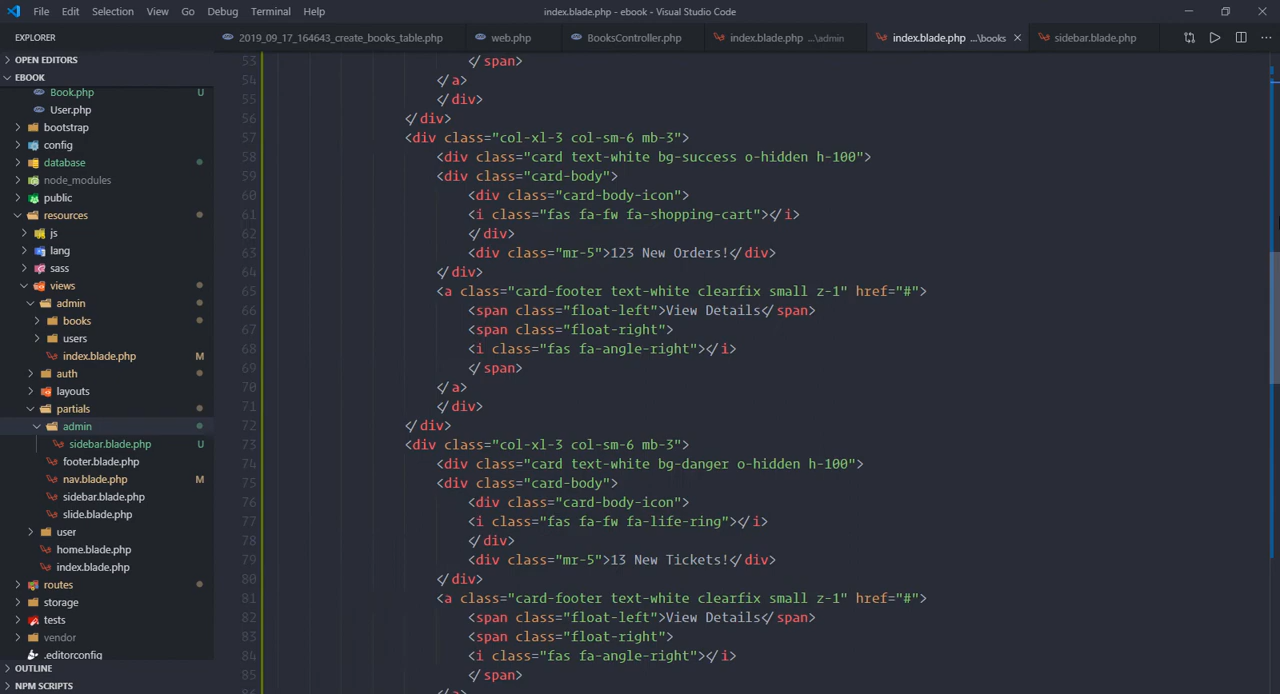 File Edit Selection View Go Debug Terminal Help index.blade.php - ebook - Visual Studio Code
EXPLORER
2019_09_17_164643_create_books_table.php web.php BooksController.php index.blade.php ...\admin index.blade.php ...\books sidebar.blade.php
OPEN EDITORS
EBOOK
Book.php U
User.php
bootstrap
config
database
node_modules
public
resources
js
lang
sass
views
admin
books
users
index.blade.php M
auth
layouts
partials
admin
sidebar.blade.php U
footer.blade.php
nav.blade.php M
sidebar.blade.php
slide.blade.php
user
home.blade.php
index.blade.php
routes
storage
tests
vendor
.editorconfig
OUTLINE
NPM SCRIPTS
53 </span>
54 </a>
55 </div>
56 </div>
57 <div class="col-xl-3 col-sm-6 mb-3">
58 <div class="card text-white bg-success o-hidden h-100">
59 <div class="card-body">
60 <div class="card-body-icon">
61 <i class="fas fa-fw fa-shopping-cart"></i>
62 </div>
63 <div class="mr-5">123 New Orders!</div>
64 </div>
65 <a class="card-footer text-white clearfix small z-1" href="#">
66 <span class="float-left">View Details</span>
67 <span class="float-right">
68 <i class="fas fa-angle-right"></i>
69 </span>
70 </a>
71 </div>
72 </div>
73 <div class="col-xl-3 col-sm-6 mb-3">
74 <div class="card text-white bg-danger o-hidden h-100">
75 <div class="card-body">
76 <div class="card-body-icon">
77 <i class="fas fa-fw fa-life-ring"></i>
78 </div>
79 <div class="mr-5">13 New Tickets!</div>
80 </div>
81 <a class="card-footer text-white clearfix small z-1" href="#">
82 <span class="float-left">View Details</span>
83 <span class="float-right">
84 <i class="fas fa-angle-right"></i>
85 </span>
86 </a>